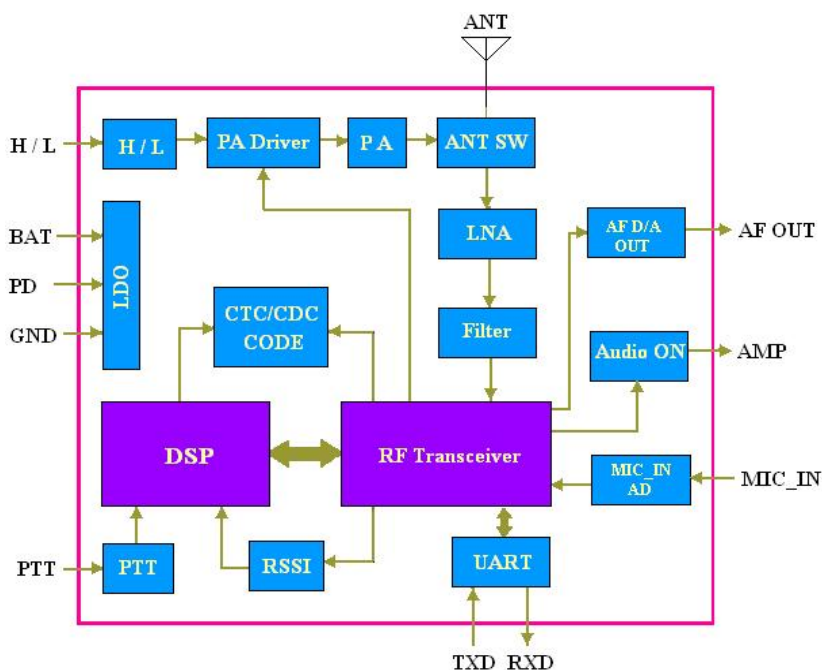 ANT
H / L
H / L
PA Driver
P A
ANT SW
BAT
PD
GND
LDO
LNA
AF D/A
OUT
AF OUT
CTC/CDC
CODE
Filter
Audio ON
AMP
DSP
RF Transceiver
MIC_IN
AD
MIC_IN
PTT
PTT
RSSI
UART
TXD
RXD